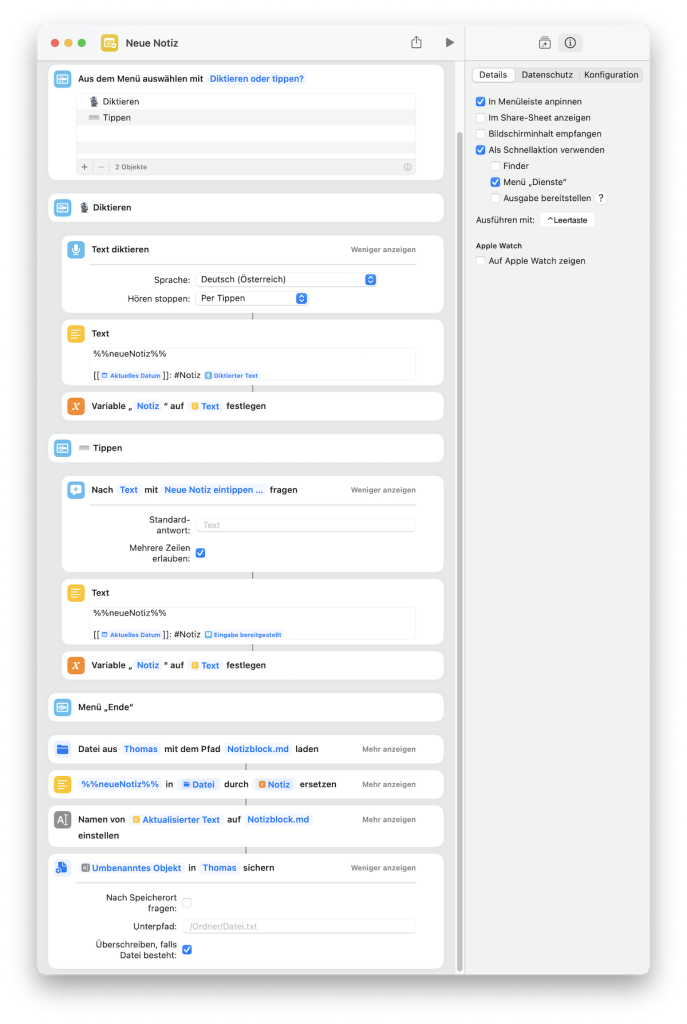 Neue Notiz
Aus dem Menü auswählen mit Diktieren oder tippen?
Diktieren
Tippen
+ − 2 Objekte
Diktieren
Text diktieren Weniger anzeigen
Sprache: Deutsch (Österreich)
Hören stoppen: Per Tippen
Text
%%neueNotiz%%
[[ Aktuelles Datum ]]: #Notiz Diktierter Text
Variable „ Notiz “ auf Text festlegen
Tippen
Nach Text mit Neue Notiz eintippen ... fragen Weniger anzeigen
Standard-
antwort: Text
Mehrere Zeilen
erlauben:
Text
%%neueNotiz%%
[[ Aktuelles Datum ]]: #Notiz Eingabe bereitgestellt
Variable „ Notiz “ auf Text festlegen
Menü „Ende“
Datei aus Thomas mit dem Pfad Notizblock.md laden Mehr anzeigen
%%neueNotiz%% in Datei durch Notiz ersetzen Mehr anzeigen
Namen von Aktualisierter Text auf Notizblock.md Mehr anzeigen
einstellen
Umbenanntes Objekt in Thomas sichern Weniger anzeigen
Nach Speicherort
fragen:
Unterpfad: /Ordner/Datei.txt
Überschreiben, falls
Datei besteht:
Details Datenschutz Konfiguration
In Menüleiste anpinnen
Im Share-Sheet anzeigen
Bildschirminhalt empfangen
Als Schnellaktion verwenden
Finder
Menü „Dienste“
Ausgabe bereitstellen ?
Ausführen mit: ^Leertaste
Apple Watch
Auf Apple Watch zeigen